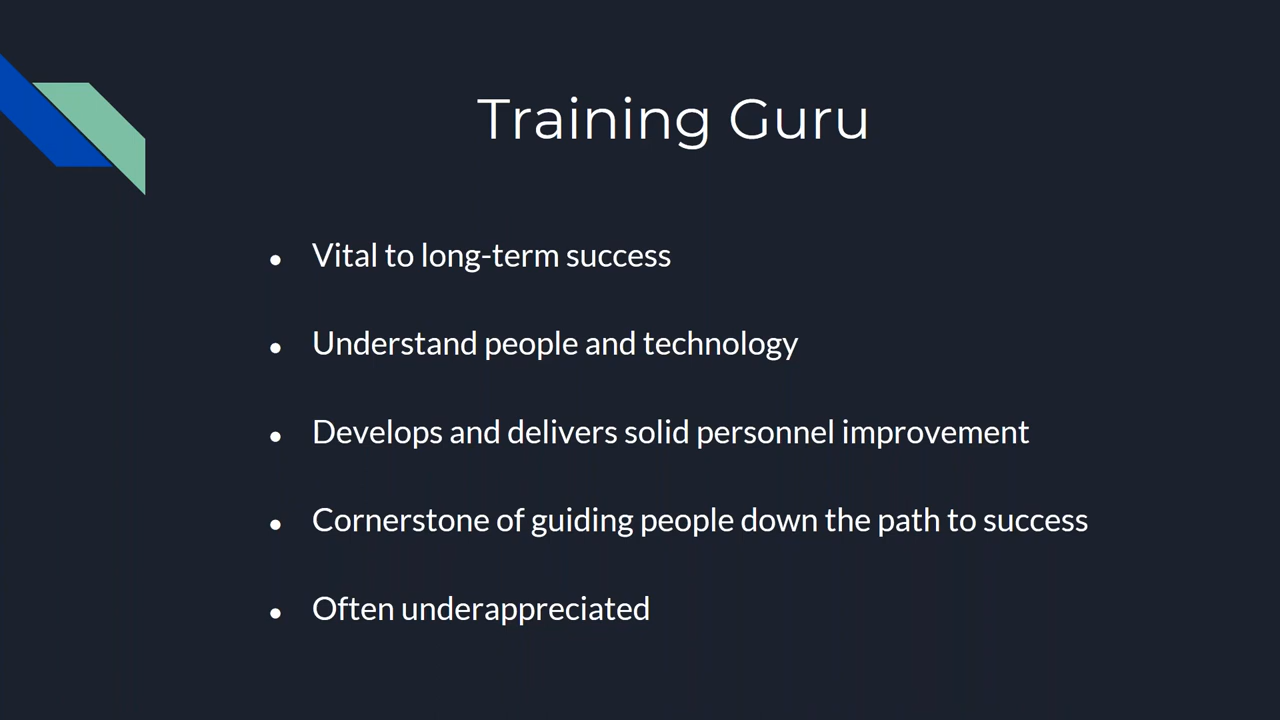 Training Guru
• Vital to long-term success
• Understand people and technology
• Develops and delivers solid personnel improvement
• Cornerstone of guiding people down the path to success
• Often underappreciated